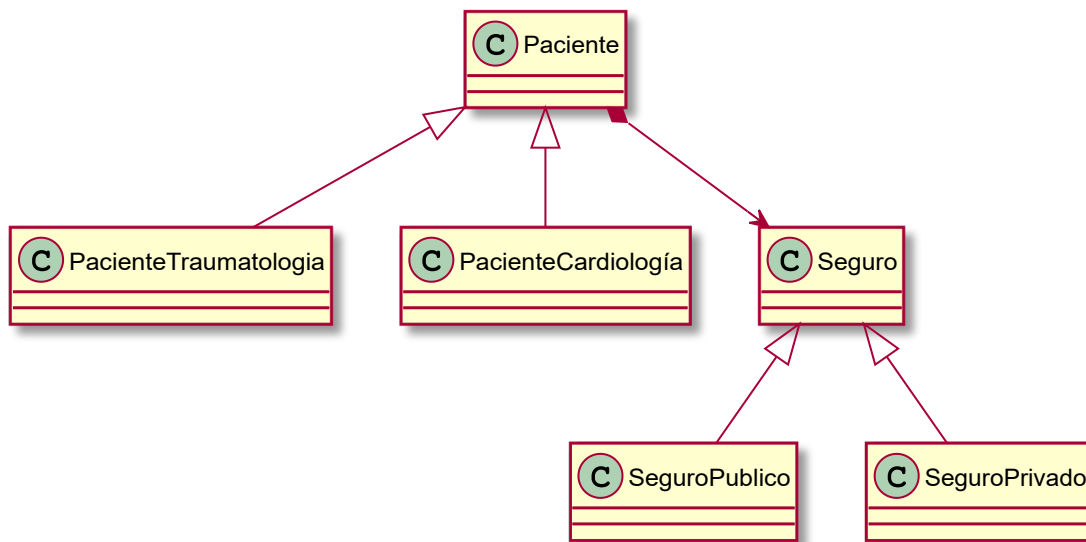 C Paciente
C PacienteTraumatologia
C PacienteCardiología
C Seguro
C SeguroPublico
C SeguroPrivado